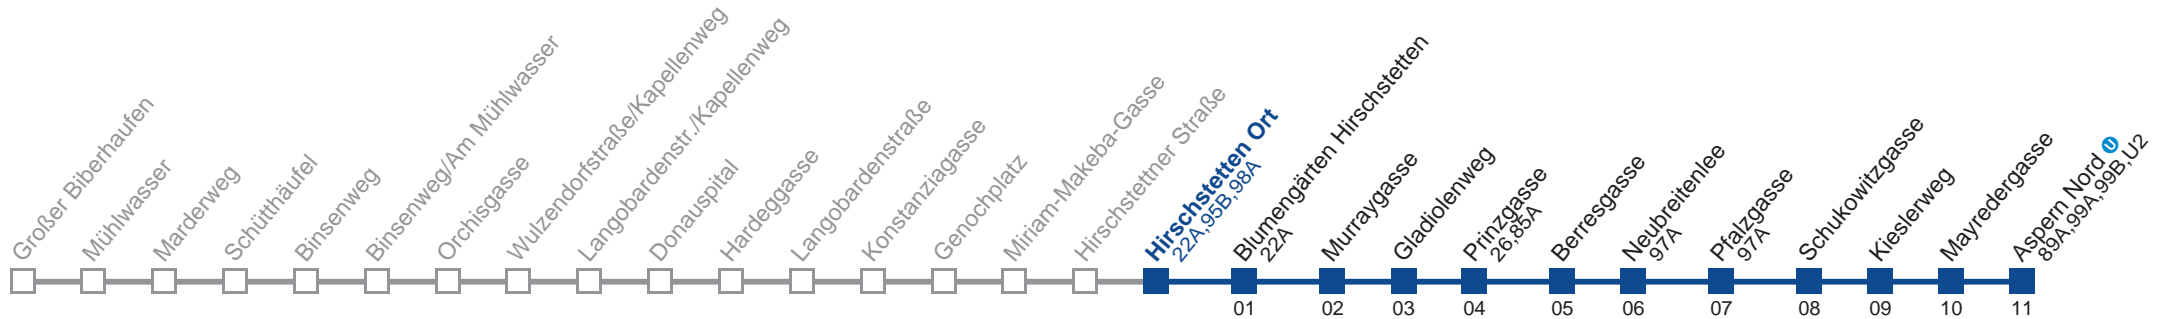 Großer Biberhaufen
Mühlwasser
Marderweg
Schütthäufel
Binsenweg
Binsenweg/Am Mühlwasser
Orchisgasse
Wulzendorfstraße/Kapellenweg
Langobardenstr./Kapellenweg
Donauspital
Hardeggasse
Langobardenstraße
Konstanziagasse
Genochplatz
Miriam-Makeba-Gasse
Hirschstettner Straße
Hirschstetten Ort
22A,95B,98A
Blumengärten Hirschstetten
22A
01
Murraygasse
02
Gladiolenweg
03
Prinzgasse
26,85A
04
Berresgasse
05
Neubreitenlee
97A
06
Pfalzgasse
97A
07
Schukowitzgasse
08
Kieslerweg
09
Mayredergasse
10
Aspern Nord U
89A,99A,99B,U2
11